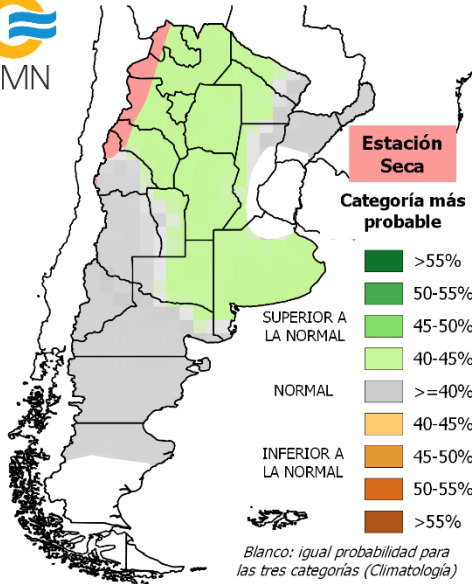 MN
Estación
Seca
Categoría más
probable
>55%
50-55%
SUPERIOR A
LA NORMAL
45-50%
40-45%
NORMAL
>=40%
40-45%
INFERIOR A
LA NORMAL
45-50%
50-55%
>55%
Blanco: igual probabilidad para
las tres categorías (Climatología)